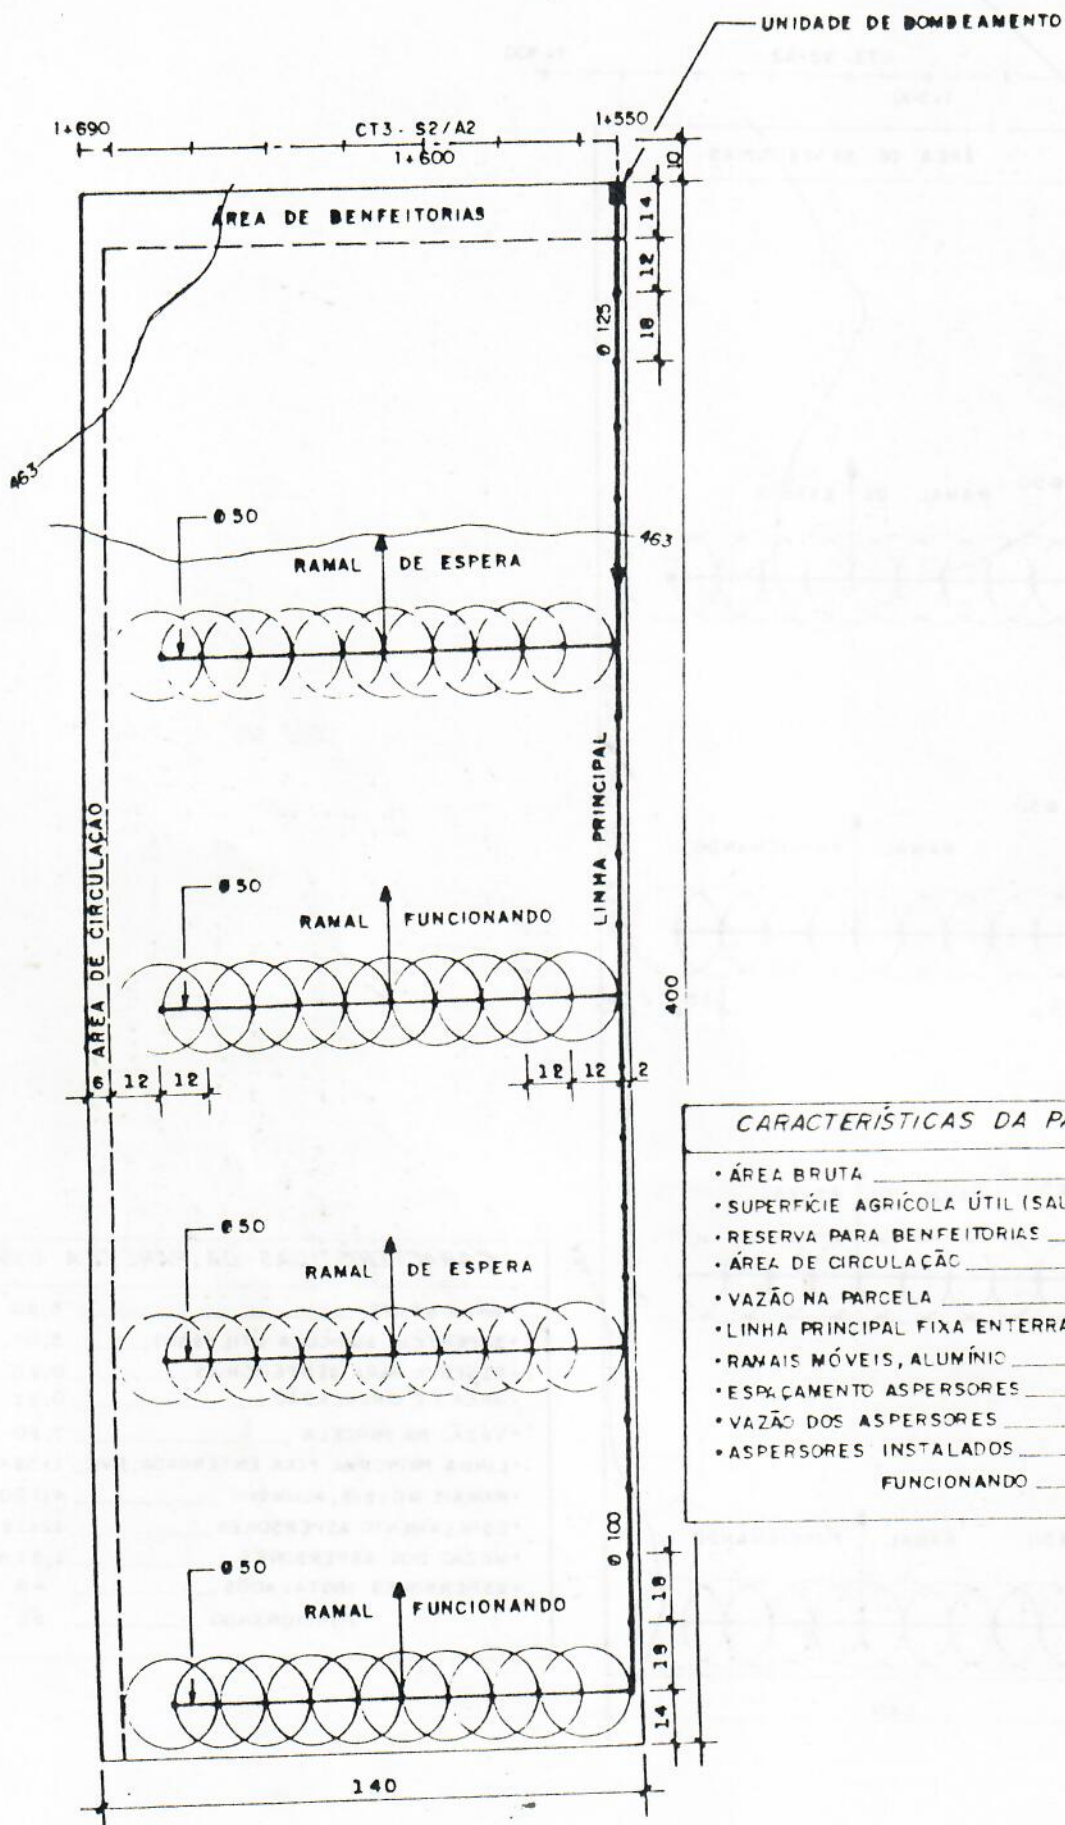 UNIDADE DE BOMBEAMENTO
1+690
CT3 - S2/A2
1+550
1+600
10
ÁREA DE BENFEITORIAS
14
12
Ø 125
18
463
Ø 50
463
RAMAL DE ESPERA
LINHA PRINCIPAL
ÁREA DE CIRCULAÇÃO
Ø 50
RAMAL FUNCIONANDO
400
6 12 12 12 12 2
CARACTERÍSTICAS DA
• ÁREA BRUTA
• SUPERFÍCIE AGRÍCOLA ÚTIL
• RESERVA PARA BENFEITORIAS
• ÁREA DE CIRCULAÇÃO
• VAZÃO NA PARCELA
• LINHA PRINCIPAL FIXA
• RAMAIS MÓVEIS, ALUMÍNIO
• ESPAÇAMENTO ASPERSORES
• VAZÃO DOS ASPERSORES
• ASPERSORES INSTALADOS
FUNCIONANDO
Ø 50
RAMAL DE ESPERA
Ø 100
Ø 50
RAMAL FUNCIONANDO
18
18
14
140